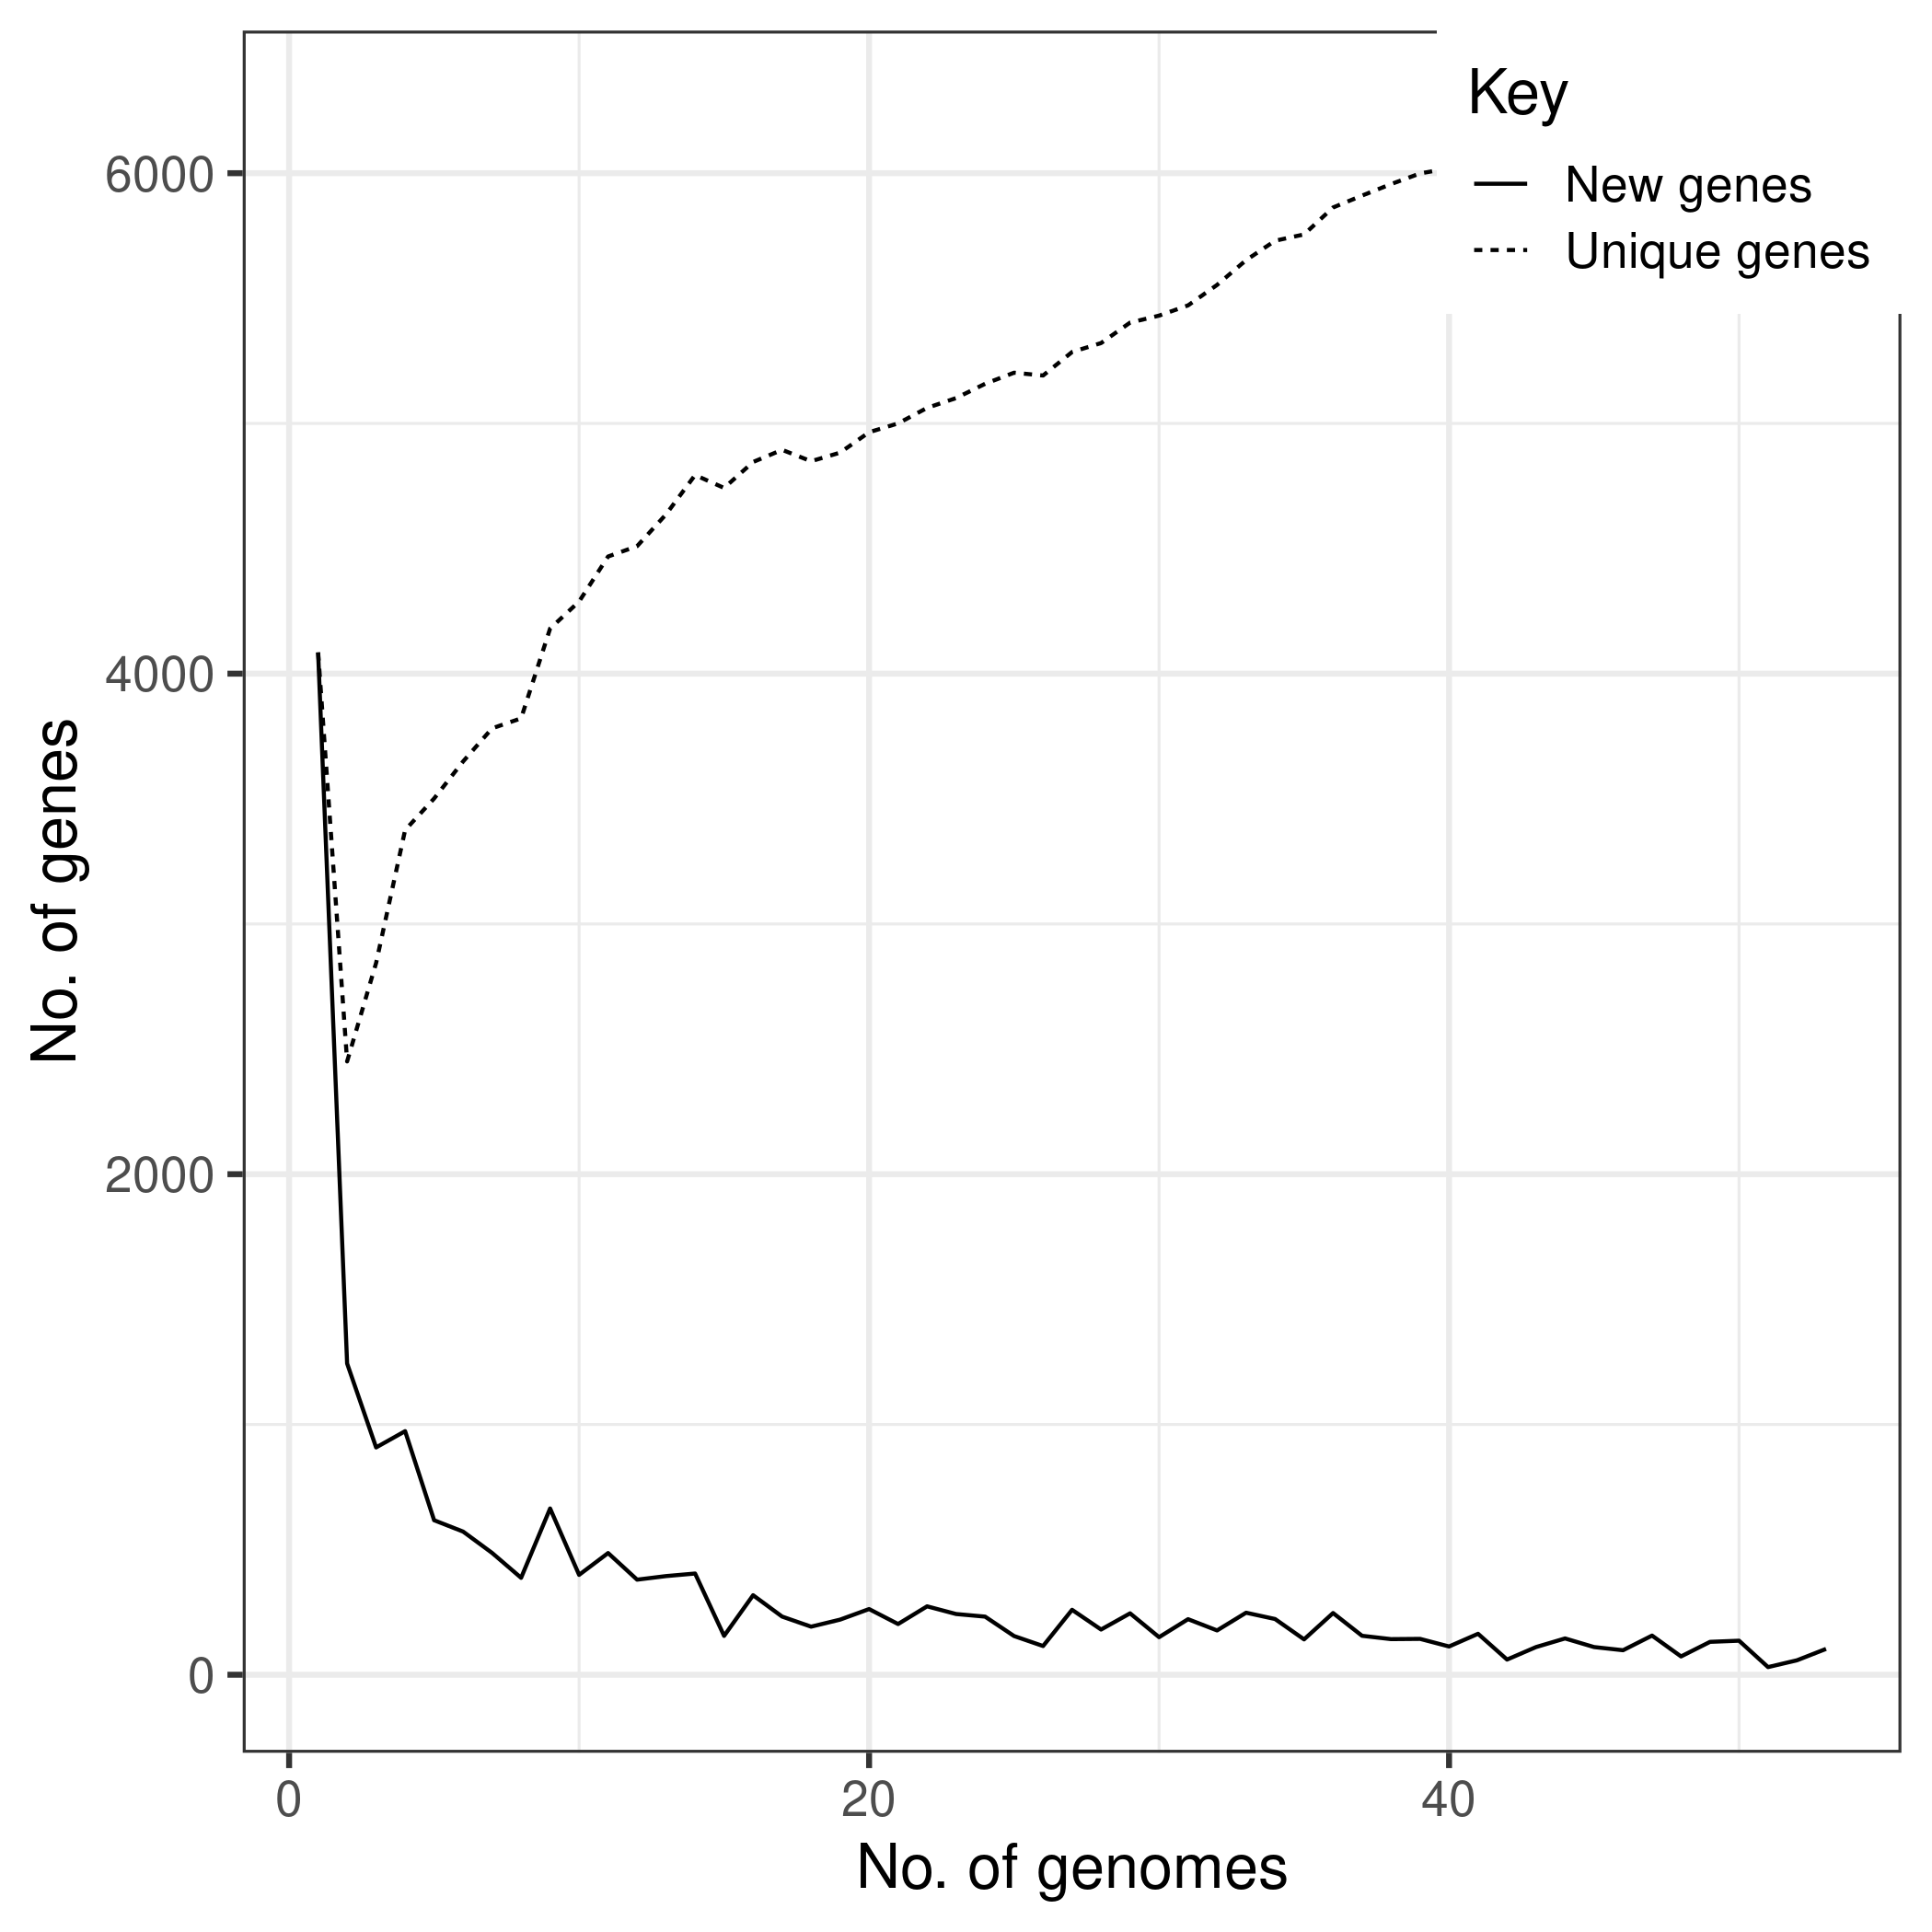 Key
New genes
Unique genes
6000
4000
2000
0
No. of genes
0 20 40
No. of genomes